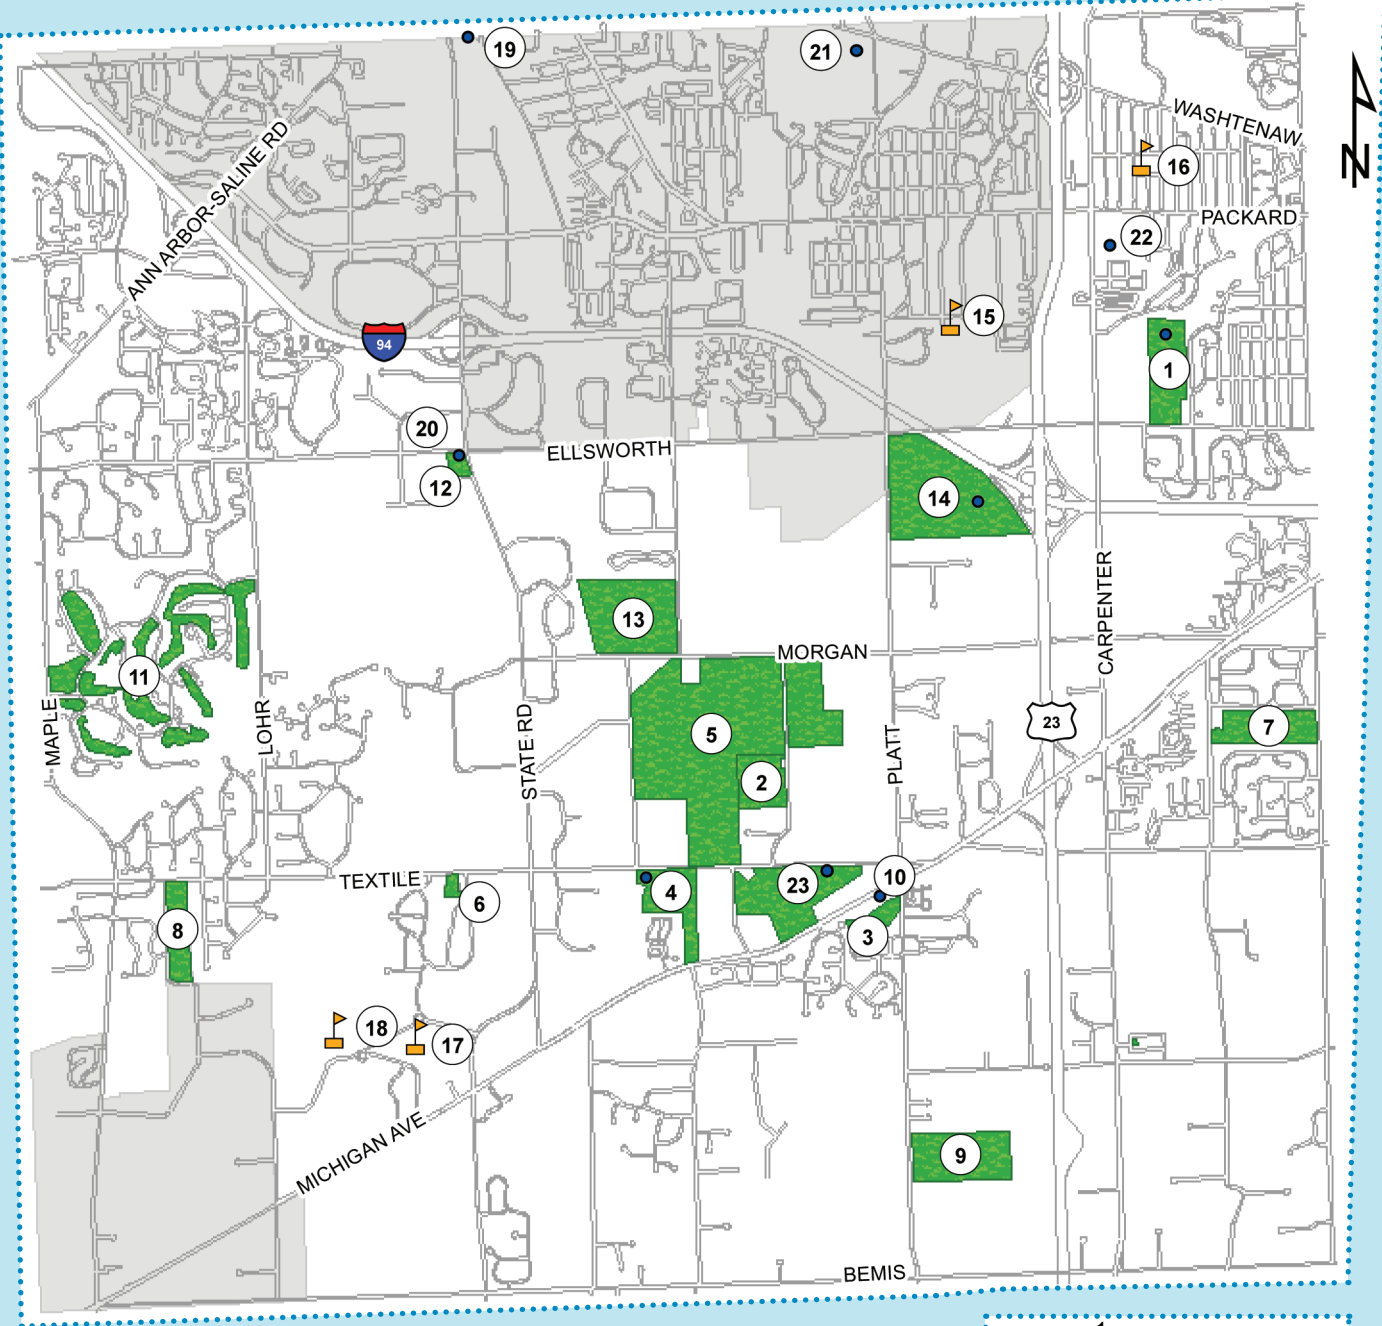 19
21
WASHTENAW
16
ANN ARBOR-SALINE RD
PACKARD
22
N
15
94
1
20
ELLSWORTH
12
14
13
MORGAN
CARPENTER
11
MAPLE
LOHR
STATE RD
5
PLATT
23
7
2
TEXTILE
4
23
10
6
8
3
18
17
MICHIGAN AVE
9
BEMIS